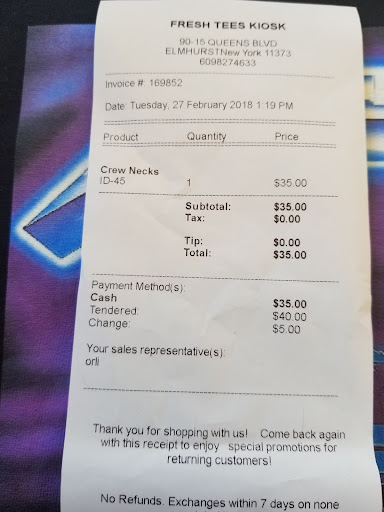 FRESH TEES KIOSK
90-15 QUEENS BLVD
ELMHURSTNew York 11373
6098274633
Invoice #: 169852
Date: Tuesday, 27 February 2018 1:19 PM
Product Quantity Price
Crew Necks
ID-45 1 $35.00
Subtotal: $35.00
Tax: $0.00
Tip: $0.00
Total: $35.00
Payment Method(s):
Cash $35.00
Tendered: $40.00
Change: $5.00
Your sales representative(s):
orli
Thank you for shopping with us! Come back again
with this receipt to enjoy special promotions for
returning customers!
No Refunds. Exchanges within 7 days on none